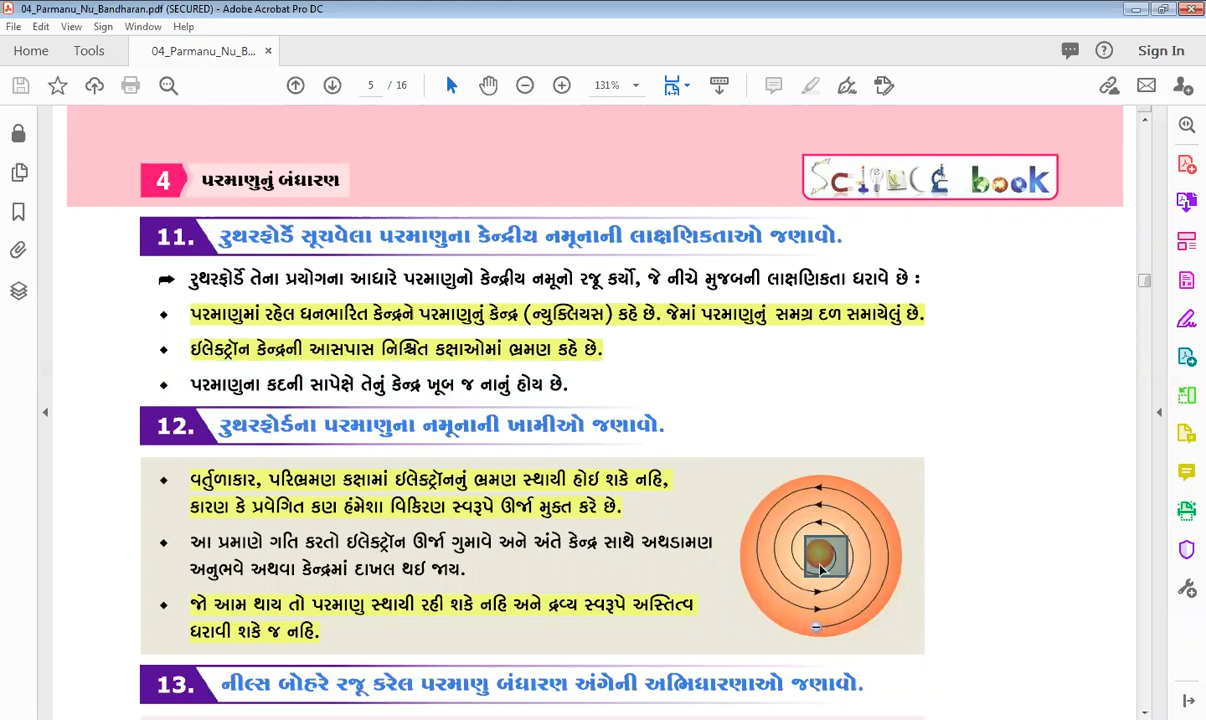 04_Parmanu_Nu_Bandharan.pdf (SECURED) - Adobe Acrobat Pro DC
File Edit View Sign Window Help
Home Tools 04_Parmanu_Nu_B... × Sign In
5 / 16 131%
4 પરમાણુનું બંધારણ
Science book
11. રુથરફોર્ડે સૂચવેલા પરમાણુના કેન્દ્રીય નમૂનાની લાક્ષણિકતાઓ જણાવો.
રુથરફોર્ડે તેના પ્રયોગના આધારે પરમાણુનો કેન્દ્રીય નમૂનો રજૂ કર્યો, જે નીચે મુજબની લાક્ષણિકતા ધરાવે છે :
પરમાણુમાં રહેલ ધનભારિત કેન્દ્રને પરમાણુનું કેન્દ્ર (ન્યુક્લિયસ) કહે છે. જેમાં પરમાણુનું સમગ્ર દળ સમાયેલું છે.
ઈલેક્ટ્રૉન કેન્દ્રની આસપાસ નિશ્ચિત કક્ષાઓમાં ભ્રમણ કહે છે.
પરમાણુના કદની સાપેક્ષે તેનું કેન્દ્ર ખૂબ જ નાનું હોય છે.
12. રુથરફોર્ડના પરમાણુના નમૂનાની ખામીઓ જણાવો.
વર્તુળાકાર, પરિભ્રમણ કક્ષામાં ઈલેક્ટ્રૉનનું ભ્રમણ સ્થાયી હોઈ શકે નહિ,
કારણ કે પ્રવેગિત કણ હંમેશા વિકિરણ સ્વરૂપે ઊર્જા મુક્ત કરે છે.
આ પ્રમાણે ગતિ કરતો ઈલેક્ટ્રૉન ઊર્જા ગુમાવે અને અંતે કેન્દ્ર સાથે અથડામણ
અનુભવે અથવા કેન્દ્રમાં દાખલ થઈ જાય.
જો આમ થાય તો પરમાણુ સ્થાયી રહી શકે નહિ અને દ્રવ્ય સ્વરૂપે અસ્તિત્વ
ધરાવી શકે જ નહિ.
13. નીલ્સ બોહરે રજૂ કરેલ પરમાણુ બંધારણ અંગેની અભિધારણાઓ જણાવો.